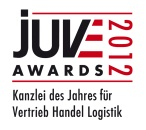 JUVE
AWARDS
2012
Kanzlei des Jahres für
Vertrieb Handel Logistik